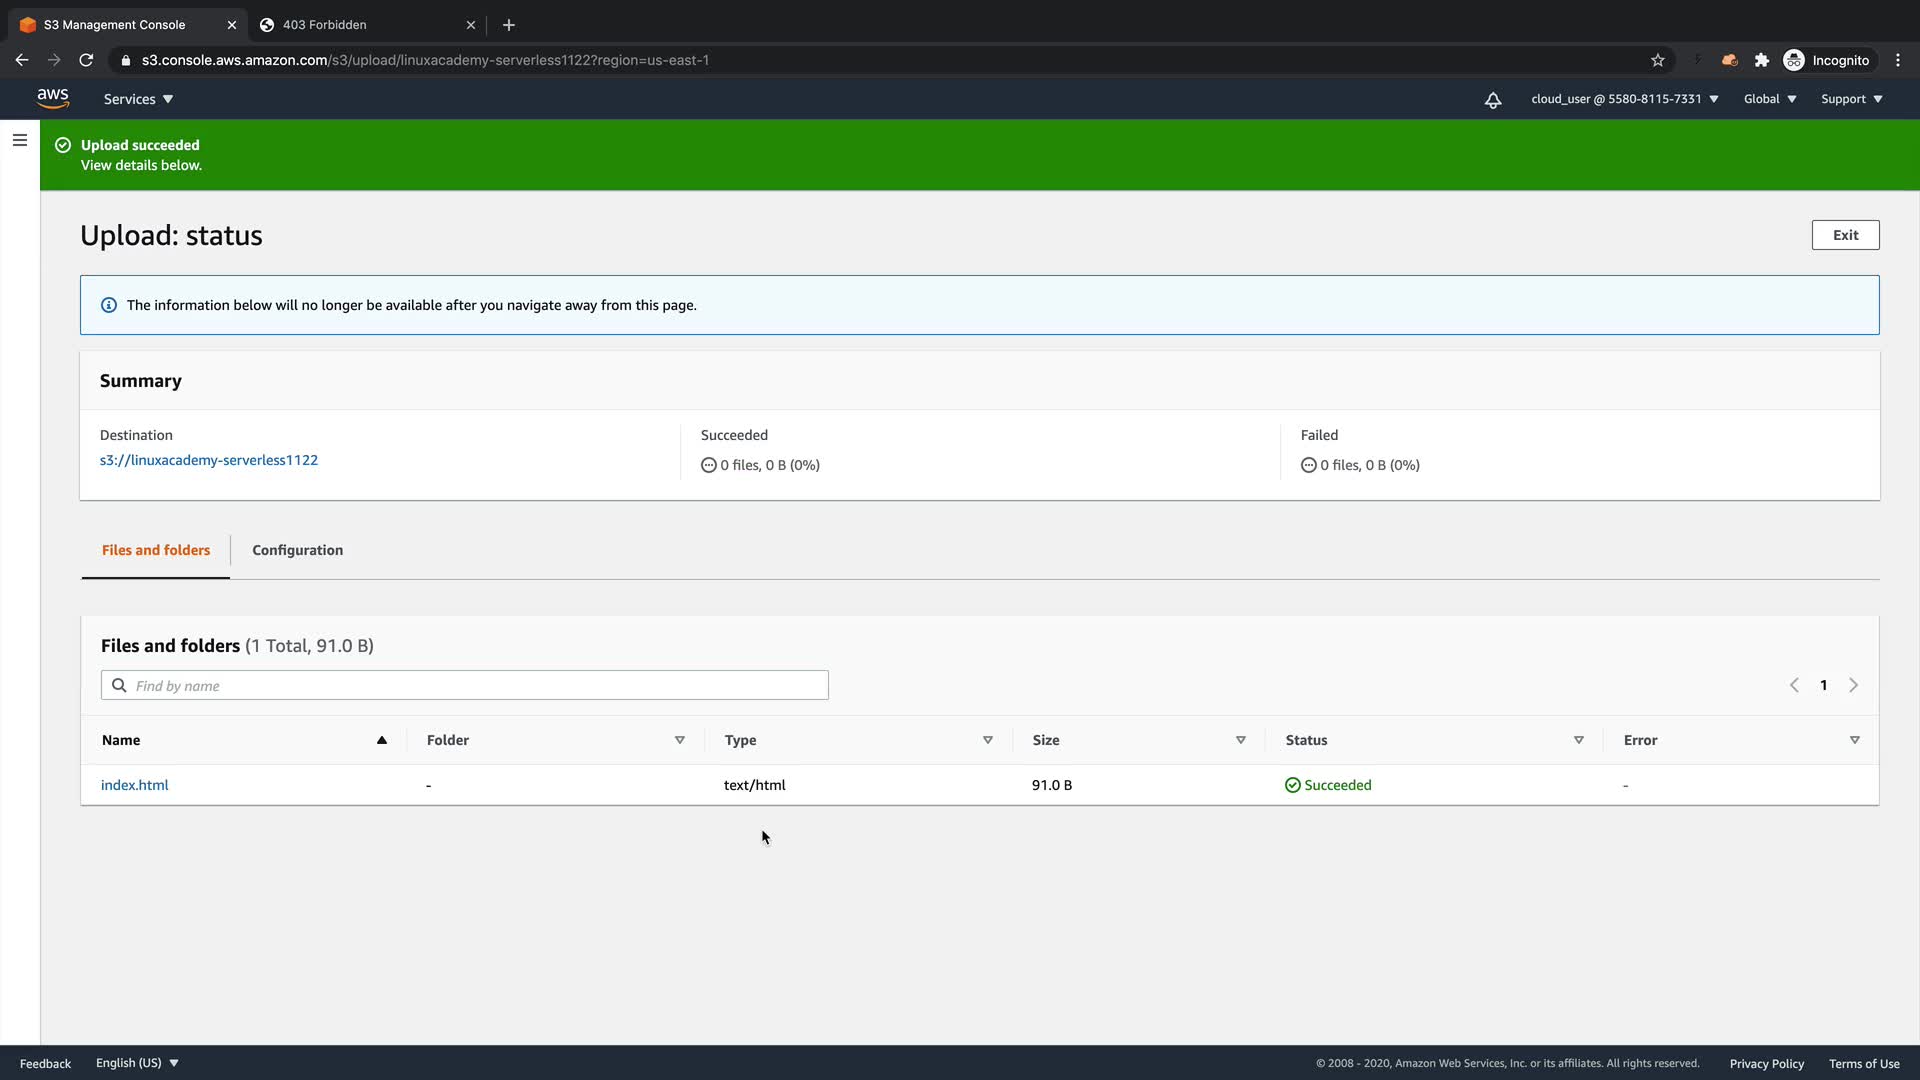 S3 Management Console
403 Forbidden
s3.console.aws.amazon.com/s3/upload/linuxacademy-serverless1122?region=us-east-1
Incognito
aws
Services
cloud_user @ 5580-8115-7331
Global
Support
Upload succeeded
View details below.
Upload: status
Exit
The information below will no longer be available after you navigate away from this page.
Summary
Destination
Succeeded
Failed
s3://linuxacademy-serverless1122
0 files, 0 B (0%)
0 files, 0 B (0%)
Files and folders
Configuration
Files and folders (1 Total, 91.0 B)
Find by name
1
Name
Folder
Type
Size
Status
Error
index.html
-
text/html
91.0 B
Succeeded
-
Feedback
English (US)
© 2008 - 2020, Amazon Web Services, Inc. or its affiliates. All rights reserved.
Privacy Policy
Terms of Use